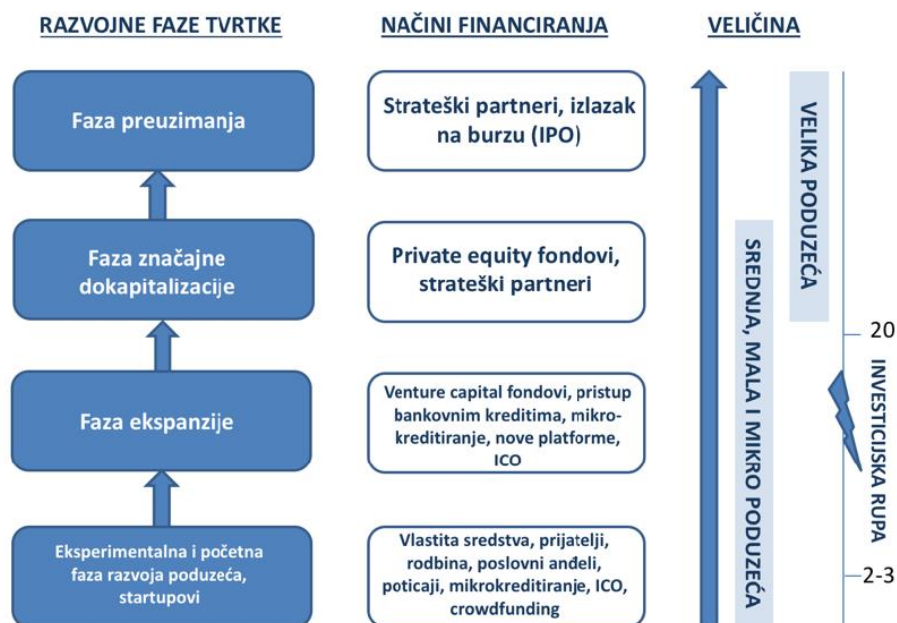 RAZVOJNE FAZE TVRTKE
NAČINI FINANCIRANJA
VELIČINA
Faza preuzimanja
Strateški partneri, izlazak
na burzu (IPO)
Faza značajne
dokapitalizacije
Private equity fondovi,
strateški partneri
Faza ekspanzije
Venture capital fondovi, pristup
bankovnim kreditima, mikro-
kreditiranje, nove platforme,
ICO
Eksperimentalna i početna
faza razvoja poduzeća,
startupovi
Vlastita sredstva, prijatelji,
rodbina, poslovni anđeli,
poticaji, mikrokreditiranje, ICO,
crowdfunding
SREDNJA, MALA I MIKRO PODUZEĆA
VELIKA PODUZEĆA
20
INVESTICIJSKA RUPA
2-3